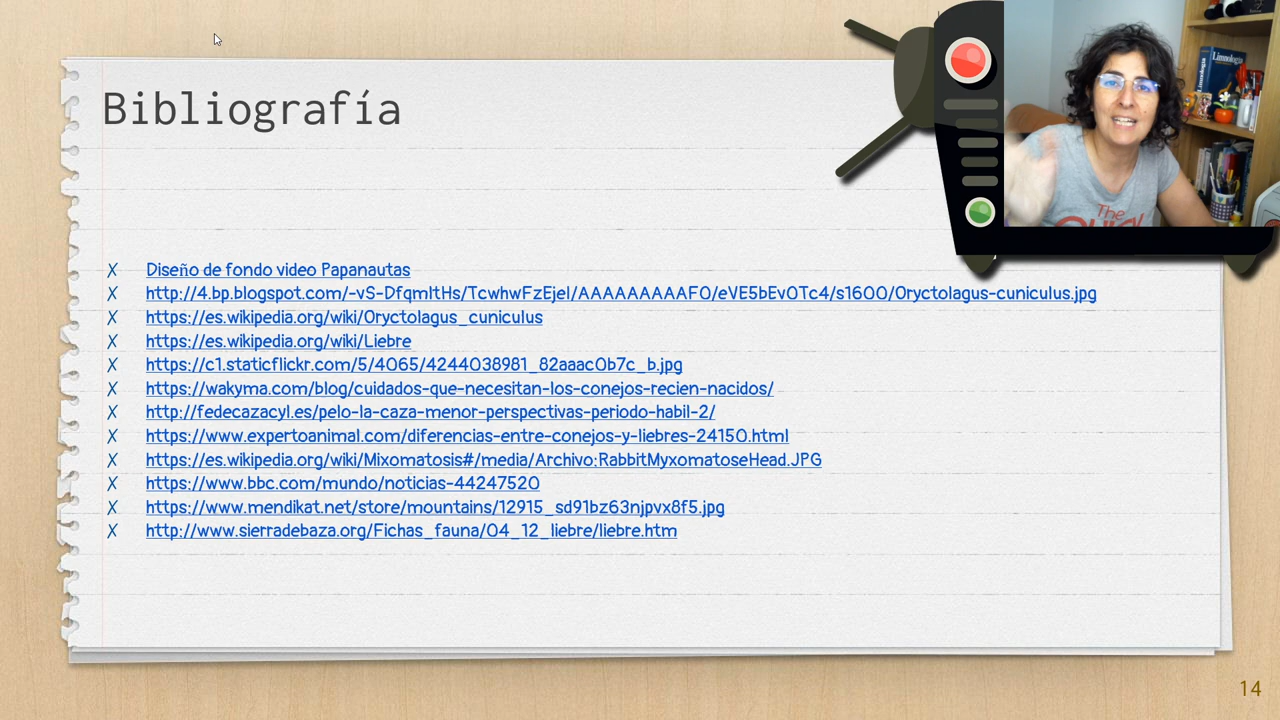 Bibliografía
Limnología
The
X Diseño de fondo video Papanautas
X http://4.bp.blogspot.com/-vS-DfqmItHs/TcwhwFzEjeI/AAAAAAAAAF0/eVE5bEv0Tc4/s1600/Oryctolagus-cuniculus.jpg
X https://es.wikipedia.org/wiki/Oryctolagus_cuniculus
X https://es.wikipedia.org/wiki/Liebre
X https://c1.staticflickr.com/5/4065/4244038981_82aaac0b7c_b.jpg
X https://wakyma.com/blog/cuidados-que-necesitan-los-conejos-recien-nacidos/
X http://fedecazacyl.es/pelo-la-caza-menor-perspectivas-periodo-habil-2/
X https://www.expertoanimal.com/diferencias-entre-conejos-y-liebres-24150.html
X https://es.wikipedia.org/wiki/Mixomatosis#/media/Archivo:RabbitMyxomatoseHead.JPG
X https://www.bbc.com/mundo/noticias-44247520
X https://www.mendikat.net/store/mountains/12915_sd91bz63njpvx8f5.jpg
X http://www.sierradebaza.org/Fichas_fauna/04_12_liebre/liebre.htm
14